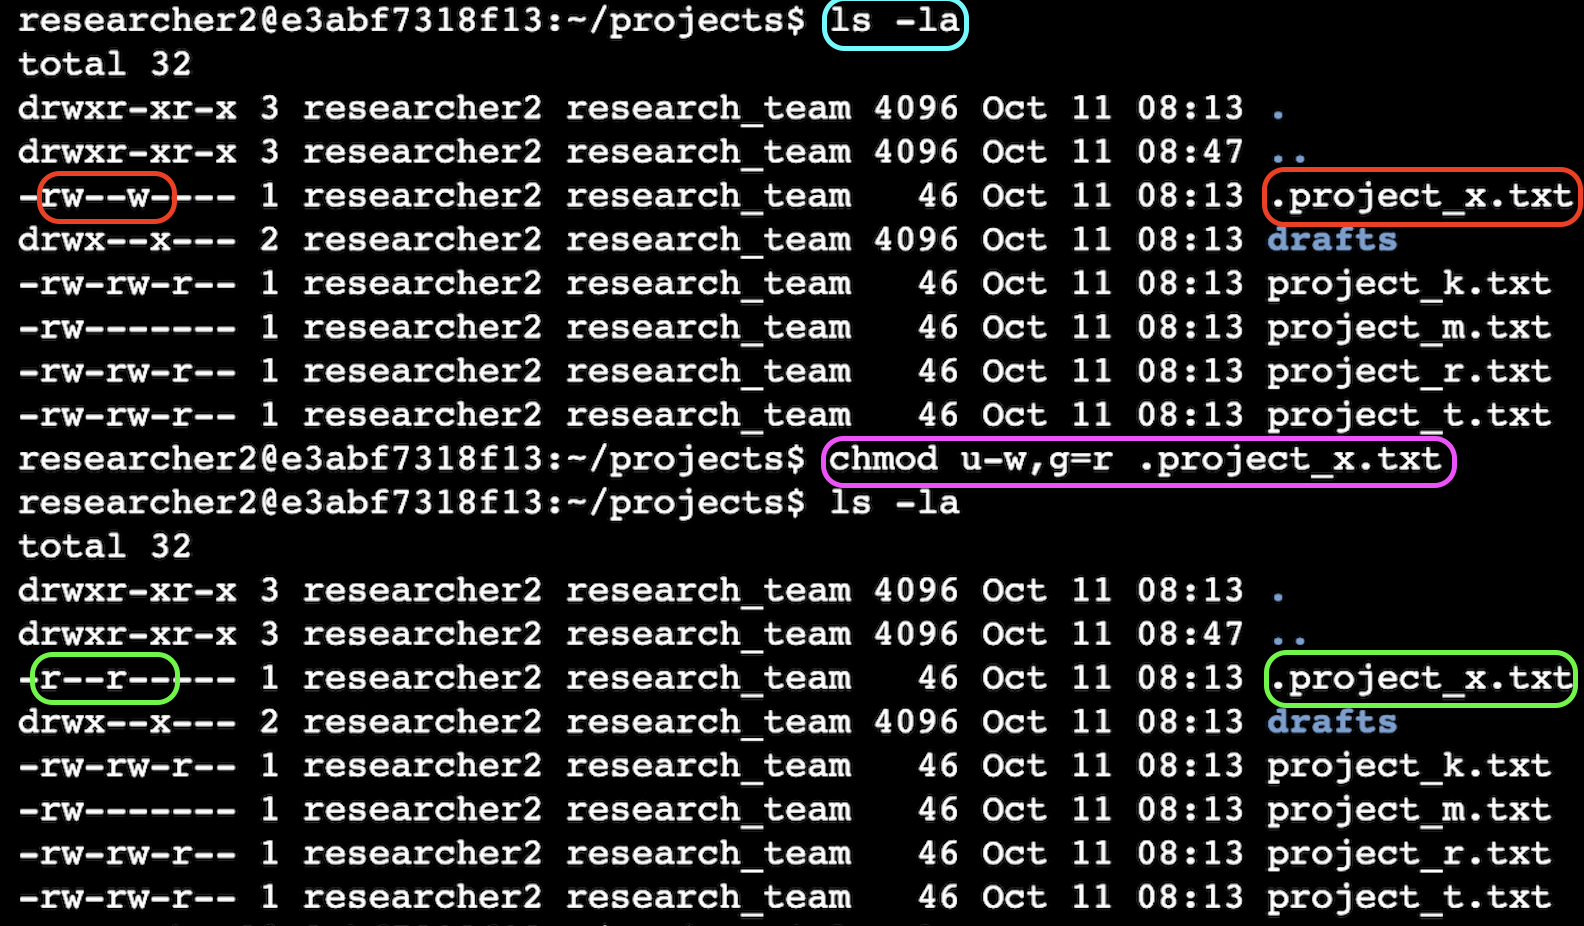 researcher2@e3abf7318f13:~/projects$ ls -la
total 32
drwxr-xr-x 3 researcher2 research_team 4096 Oct 11 08:13 .
drwxr-xr-x 3 researcher2 research_team 4096 Oct 11 08:47 ..
-rw--w---- 1 researcher2 research_team   46 Oct 11 08:13 .project_x.txt
drwx--x--- 2 researcher2 research_team 4096 Oct 11 08:13 drafts
-rw-rw-r-- 1 researcher2 research_team   46 Oct 11 08:13 project_k.txt
-rw------- 1 researcher2 research_team   46 Oct 11 08:13 project_m.txt
-rw-rw-r-- 1 researcher2 research_team   46 Oct 11 08:13 project_r.txt
-rw-rw-r-- 1 researcher2 research_team   46 Oct 11 08:13 project_t.txt
researcher2@e3abf7318f13:~/projects$ chmod u-w,g=r .project_x.txt
researcher2@e3abf7318f13:~/projects$ ls -la
total 32
drwxr-xr-x 3 researcher2 research_team 4096 Oct 11 08:13 .
drwxr-xr-x 3 researcher2 research_team 4096 Oct 11 08:47 ..
-r--r----- 1 researcher2 research_team   46 Oct 11 08:13 .project_x.txt
drwx--x--- 2 researcher2 research_team 4096 Oct 11 08:13 drafts
-rw-rw-r-- 1 researcher2 research_team   46 Oct 11 08:13 project_k.txt
-rw------- 1 researcher2 research_team   46 Oct 11 08:13 project_m.txt
-rw-rw-r-- 1 researcher2 research_team   46 Oct 11 08:13 project_r.txt
-rw-rw-r-- 1 researcher2 research_team   46 Oct 11 08:13 project_t.txt